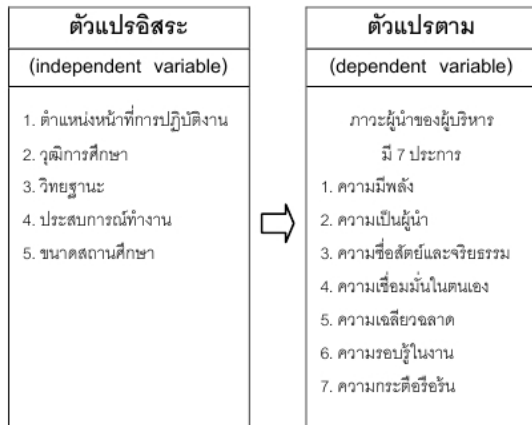 ตัวแปรอิสระ
(independent variable)
1. ตำแหน่งหน้าที่การปฏิบัติงาน
2. วุฒิการศึกษา
3. วิทยฐานะ
4. ประสบการณ์ทำงาน
5. ขนาดสถานศึกษา
ตัวแปรตาม
(dependent variable)
ภาวะผู้นำของผู้บริหาร
มี 7 ประการ
1. ความมีพลัง
2. ความเป็นผู้นำ
3. ความซื่อสัตย์และจริยธรรม
4. ความเชื่อมมั่นในตนเอง
5. ความเฉลียวฉลาด
6. ความรอบรู้ในงาน
7. ความกระตือรือร้น